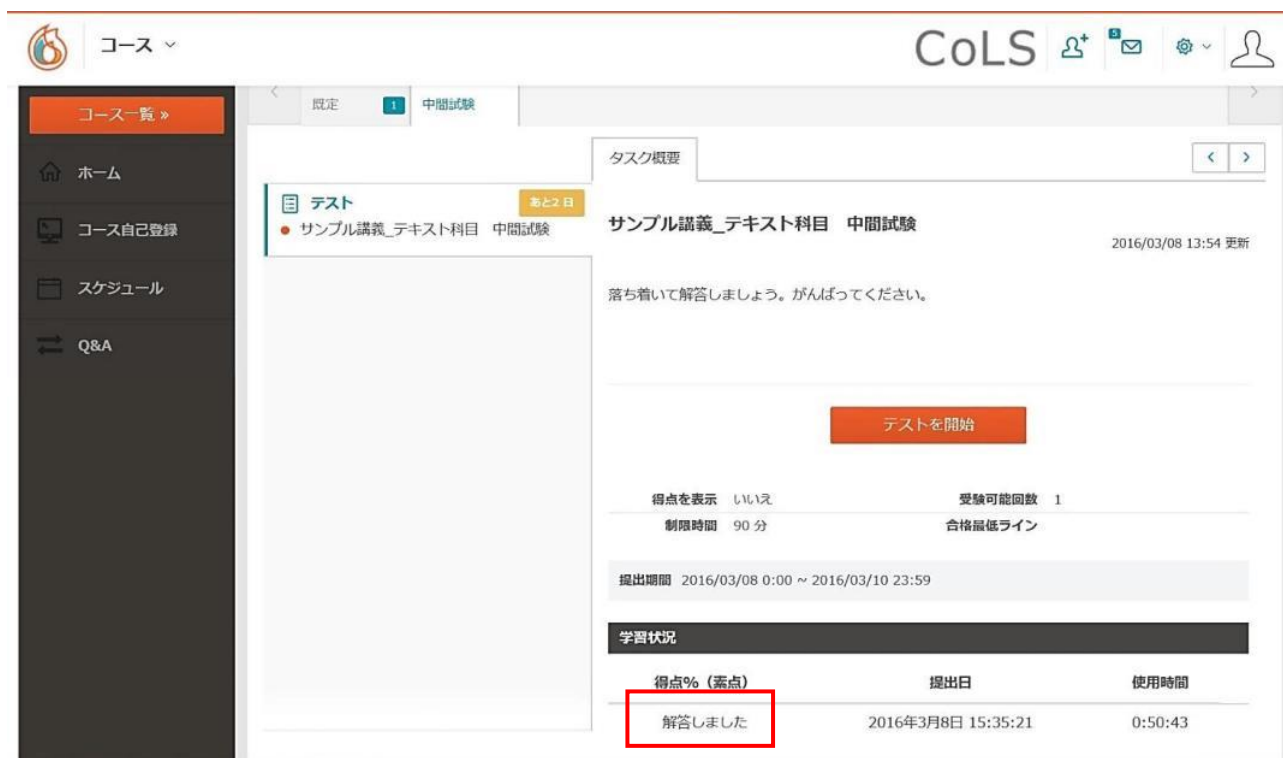 コース
CoLS
5
コース一覧 »
ホーム
コース自己登録
スケジュール
Q&A
既定
1
中間試験
テスト
あと2日
サンプル講義_テキスト科目 中間試験
タスク概要
サンプル講義_テキスト科目 中間試験
2016/03/08 13:54 更新
落ち着いて解答しましょう。がんばってください。
テストを開始
得点を表示 いいえ 受験可能回数 1
制限時間 90 分 合格最低ライン
提出期間 2016/03/08 0:00 ~ 2016/03/10 23:59
学習状況
得点% (素点) 提出日 使用時間
解答しました 2016年3月8日 15:35:21 0:50:43